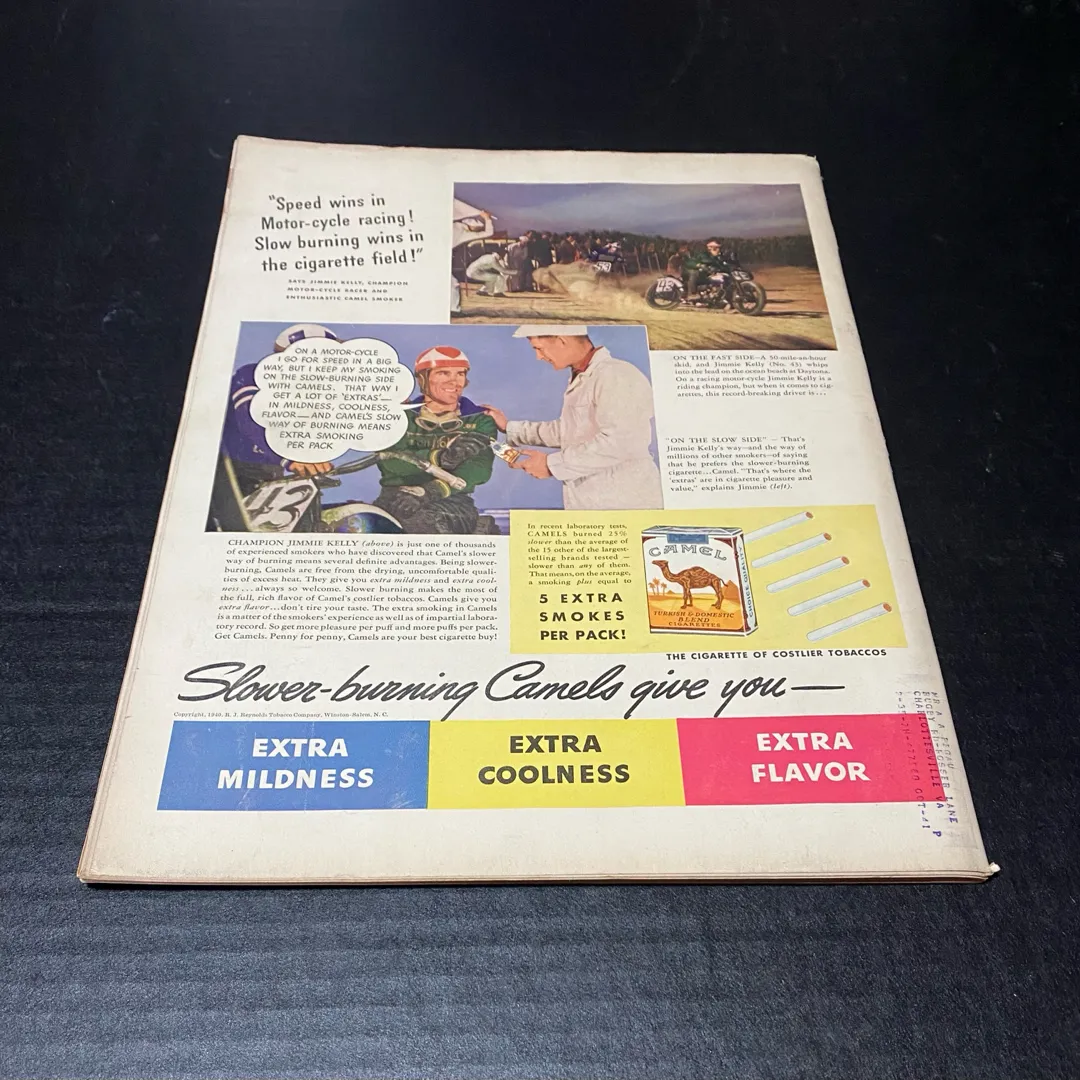 "Speed wins in
Motor-cycle racing!
Slow burning wins in
the cigarette field!"
SAYS JIMMIE KELLY, CHAMPION
MOTOR-CYCLE RACER AND
ENTHUSIASTIC CAMEL SMOKER
53
ON THE FAST SIDE—A 50-mile-an-hour
skid, and Jimmie Kelly (No. 43) whips
into the lead on the ocean beach at Daytona.
On a racing motor-cycle Jimmie Kelly is a
riding champion, but when it comes to cig-
arettes, this record-breaking driver is...
ON A MOTOR-CYCLE
I GO FOR SPEED IN A BIG
WAY, BUT I KEEP MY SMOKING
ON THE SLOW-BURNING SIDE
WITH CAMELS. THAT WAY I
GET A LOT OF 'EXTRAS'—
IN MILDNESS, COOLNESS,
FLAVOR—AND CAMEL'S SLOW
WAY OF BURNING MEANS
EXTRA SMOKING
PER PACK
43
"ON THE SLOW SIDE" — That's
Jimmie Kelly's way—and the way of
millions of other smokers—of saying
that he prefers the slower-burning
cigarette...Camel. "That's where the
'extras' are in cigarette pleasure and
value," explains Jimmie (left).
CHAMPION JIMMIE KELLY (above) is just one of thousands
of experienced smokers who have discovered that Camel's slower
way of burning means several definite advantages. Being slower-
burning, Camels are free from the drying, uncomfortable quali-
ties of excess heat. They give you extra mildness and extra cool-
ness...always so welcome. Slower burning makes the most of
the full, rich flavor of Camel's costlier tobaccos. Camels give you
extra flavor...don't tire your taste. The extra smoking in Camels
is a matter of the smokers' experience as well as of impartial labora-
tory record. So get more pleasure per puff and more puffs per pack.
Get Camels. Penny for penny, Camels are your best cigarette buy!
In recent laboratory tests,
CAMELS burned 25%
slower than the average of
the 15 other of the largest-
selling brands tested —
slower than any of them.
That means, on the average,
a smoking plus equal to
5 EXTRA
SMOKES
PER PACK!
CAMEL
TURKISH & DOMESTIC
BLEND
CIGARETTES
CHOICE QUALITY
THE CIGARETTE OF COSTLIER TOBACCOS
Slower-burning Camels give you—
Copyright, 1940, R. J. Reynolds Tobacco Company, Winston-Salem, N. C.
EXTRA
MILDNESS
EXTRA
COOLNESS
EXTRA
FLAVOR
LANE
CHARLOTTESVILLE VA
OCT-41